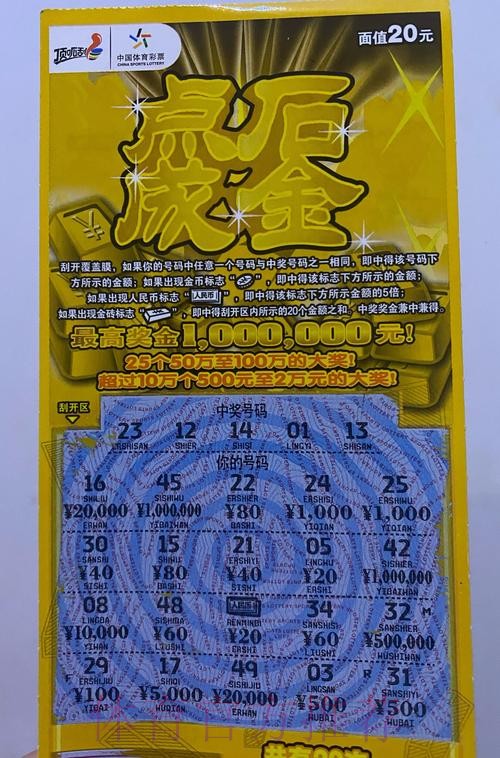 顶呱刮
中国体育彩票
CHINA SPORTS LOTTERY
面值20元
点石
成金
刮开覆盖膜，如果你的号码中任意一个号码与中奖号码之一相同，即中得该号码下
方所示的金额；如果出现金币标志“ ”，即中得该标志下方所示的金额；
如果出现人民币标志“人民币”，即中得该标志下方所示金额的5倍；
如果出现金砖标志“ ”，即中得刮开区内所示的20个金额之和。中奖奖金兼中兼得。
最高奖金1,000,000元！
25个50万至100万的大奖！
超过10万个500元至2万元的大奖！
刮开区
中奖号码
23 12 14 01 13
ERSHISAN SHIER SHISI LINGYI SHISAN
你的号码
16 45 22 24 25
SHILIU SISHIWU ERSHIER ERSHISI ERSHIWU
¥20,000 ¥1,000,000 ¥80 ¥1,000 ¥1,000
ERWAN YIBAIWAN BASHI YIQIAN YIQIAN
30 15 21 05 42
SANSHI SHIWU ERSHIYI LINGWU SISHIER
¥40 ¥80 ¥40 ¥20 ¥1,000,000
SISHI BASHI SISHI ERSHI YIBAIWAN
08 48 人民币 34 32 M
LINGBA SISHIBA RENMINBI SANSHISI SANSHIER
¥10,000 ¥60 ¥20 ¥60 ¥500,000
YIWAN LIUSHI ERSHI LIUSHI WUSHIWAN
F 29 17 49 03 R 31
ERSHIJIU SHIQI SISHIJIU LINGSAN SANSHIYI
¥100 ¥5,000 ¥20,000 ¥500 ¥500
YIBAI WUQIAN ERWAN WUBAI WUBAI